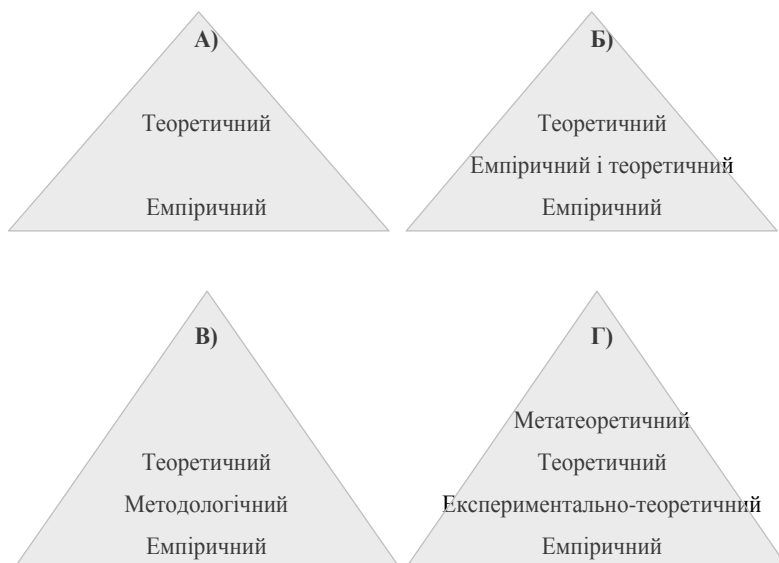 А)
Теоретичний
Емпіричний
Б)
Теоретичний
Емпіричний і теоретичний
Емпіричний
В)
Теоретичний
Методологічний
Емпіричний
Г)
Метатеоретичний
Теоретичний
Експериментально-теоретичний
Емпіричний